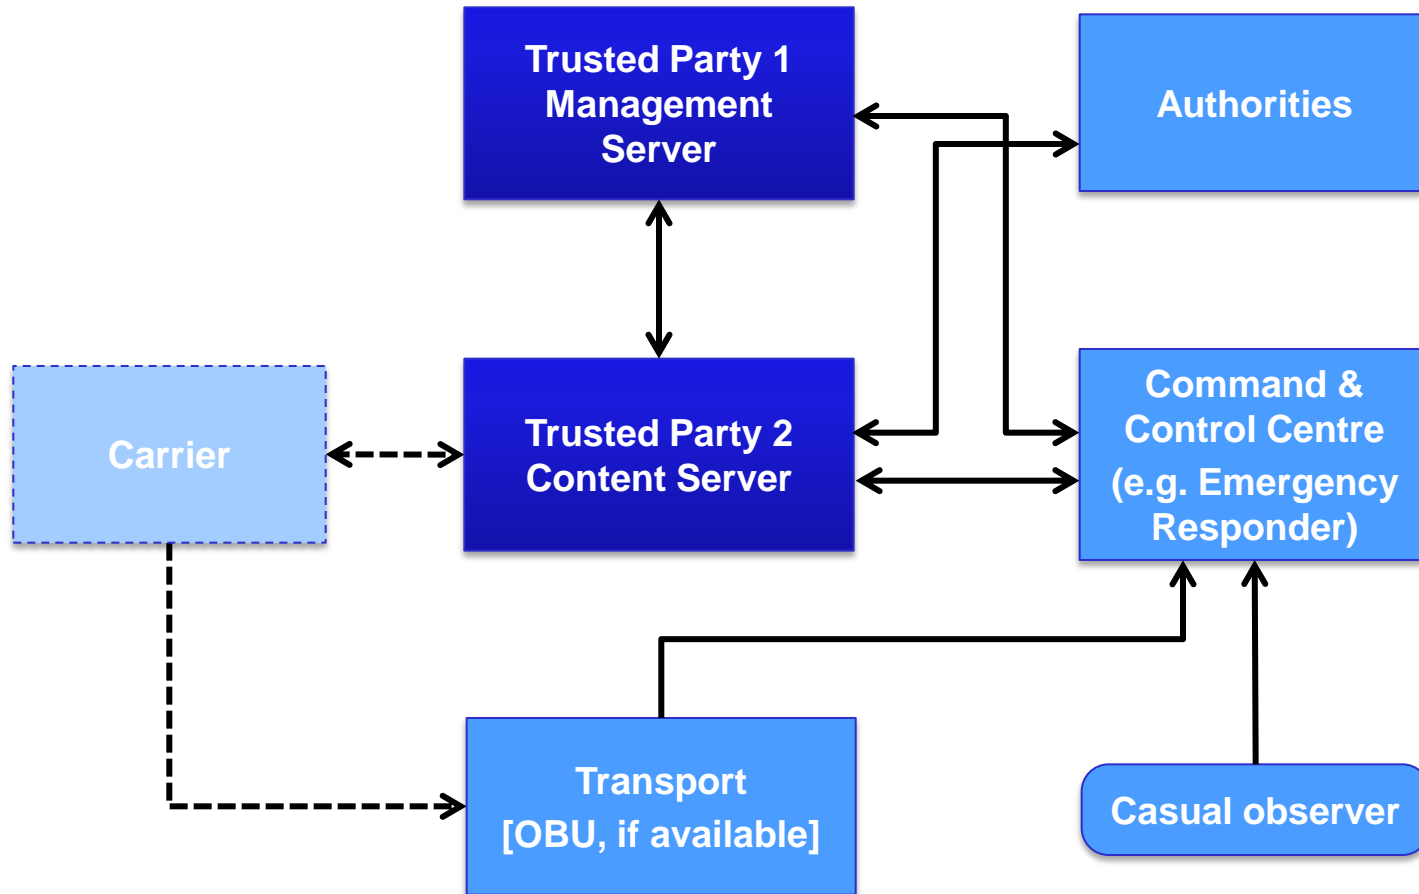 Trusted Party 1
Management
Server
Authorities
Carrier
Trusted Party 2
Content Server
Command &
Control Centre
(e.g. Emergency
Responder)
Transport
[OBU, if available]
Casual observer